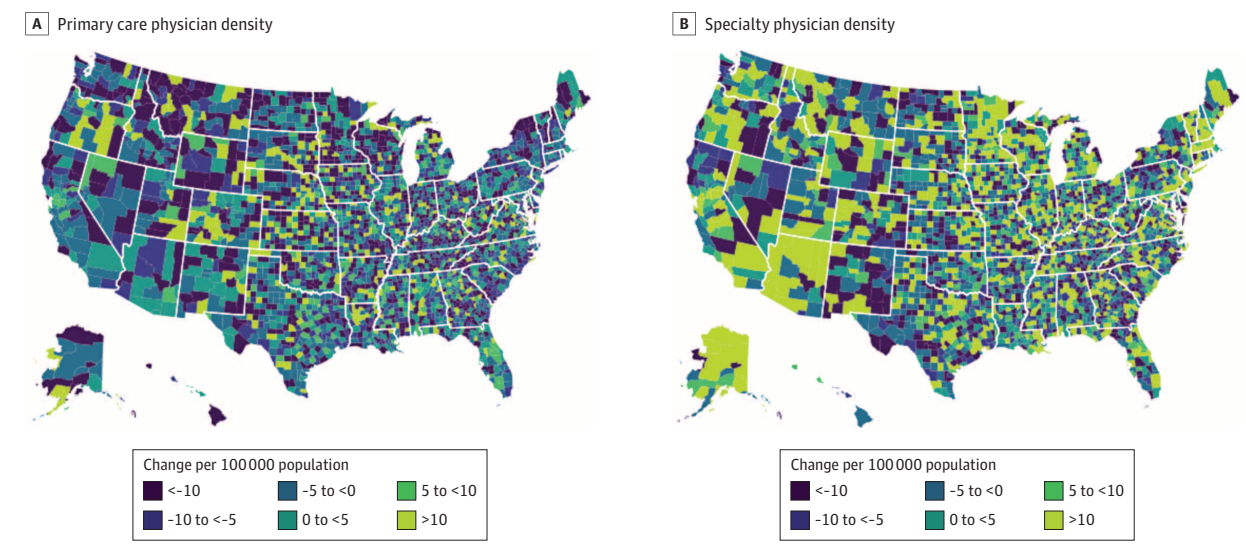 A Primary care physician density
B Specialty physician density
Change per 100 000 population
<-10
-5 to <0
5 to <10
-10 to <-5
0 to <5
>10
Change per 100 000 population
<-10
-5 to <0
5 to <10
-10 to <-5
0 to <5
>10